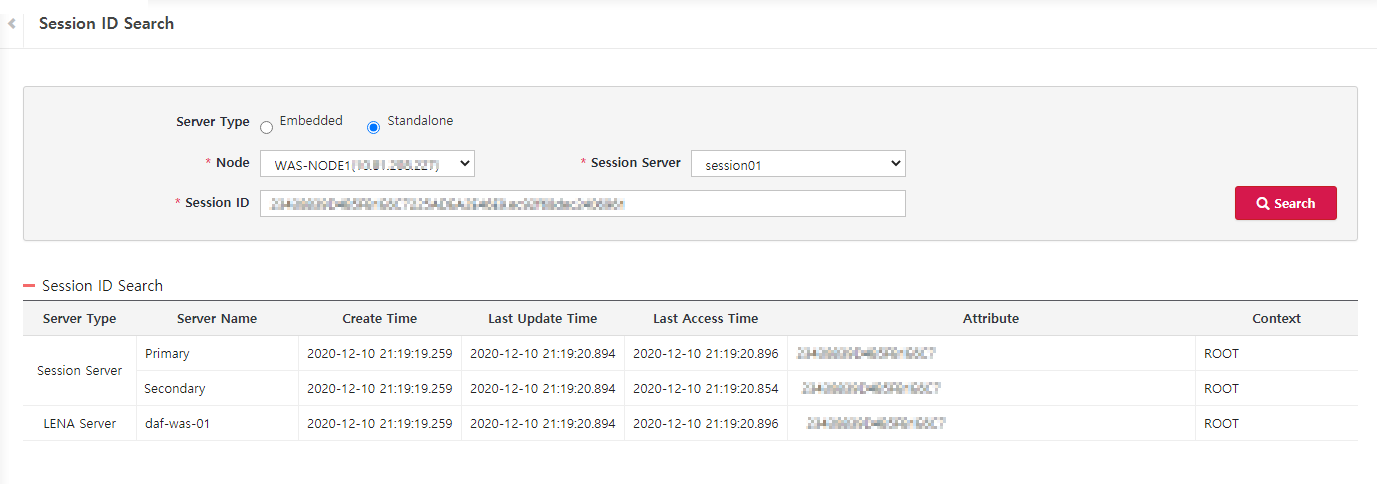 Session ID Search
Server Type Embedded Standalone
* Node WAS-NODE1 * Session Server session01
* Session ID Search
Session ID Search
Server Type Server Name Create Time Last Update Time Last Access Time Attribute Context
Session Server Primary 2020-12-10 21:19:19.259 2020-12-10 21:19:20.894 2020-12-10 21:19:20.896 ROOT
Secondary 2020-12-10 21:19:19.259 2020-12-10 21:19:20.894 2020-12-10 21:19:20.854 ROOT
LENA Server daf-was-01 2020-12-10 21:19:19.259 2020-12-10 21:19:20.894 2020-12-10 21:19:20.896 ROOT